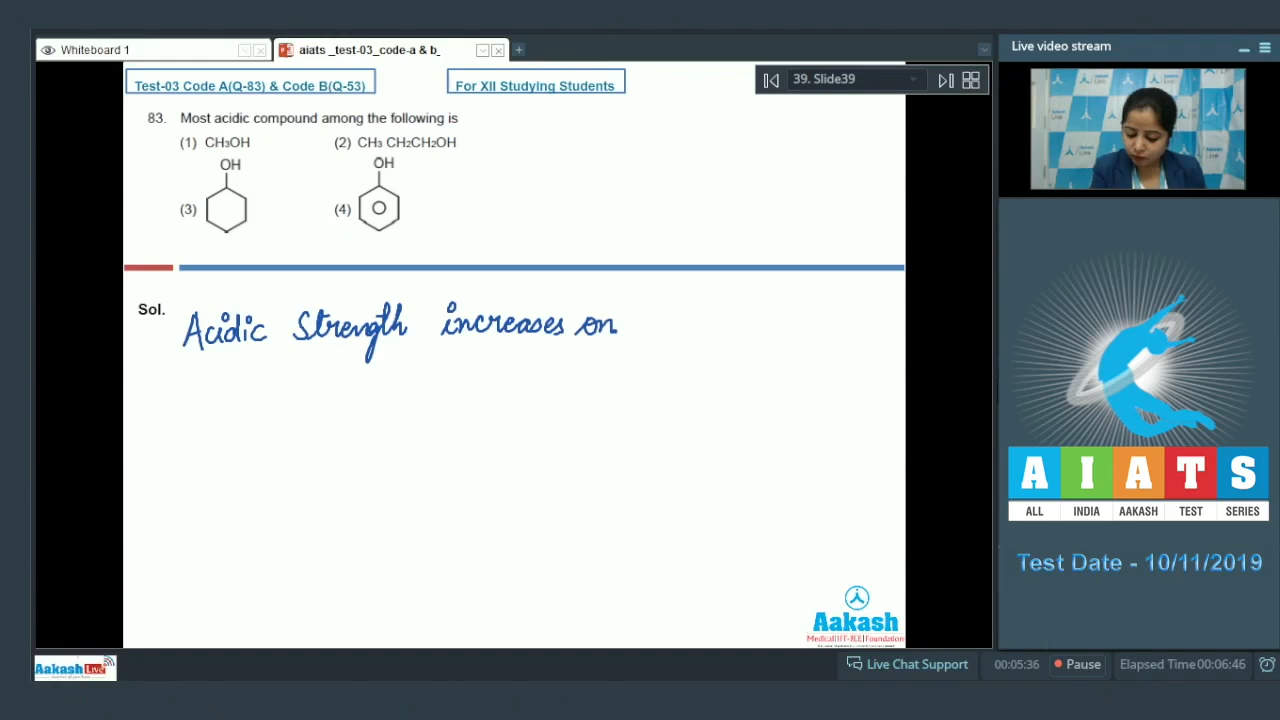 Whiteboard 1
aiats _test-03_code-a & b_
Live video stream
Test-03 Code A(Q-83) & Code B(Q-53)
For XII Studying Students
39. Slide39
83. Most acidic compound among the following is
(1) CH3OH (2) CH3 CH2CH2OH
OH OH
(3) (4)
Sol. Acidic Strength increases on
A I A T S
ALL INDIA AAKASH TEST SERIES
Test Date - 10/11/2019
Aakash
Medical|IIT-JEE|Foundation
Aakash Live
Live Chat Support
00:05:36
Pause
Elapsed Time 00:06:46